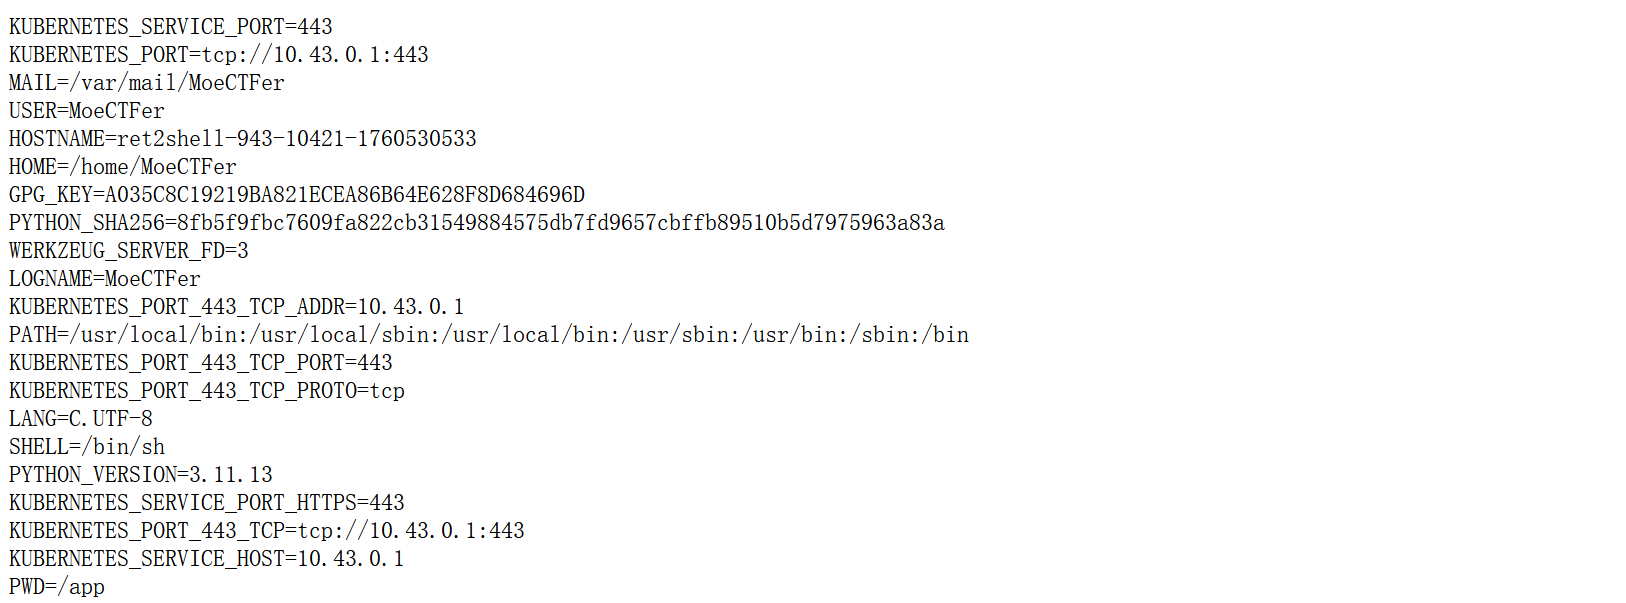 KUBERNETES_SERVICE_PORT=443
KUBERNETES_PORT=tcp://10.43.0.1:443
MAIL=/var/mail/MoeCTFer
USER=MoeCTFer
HOSTNAME=ret2shell-943-10421-1760530533
HOME=/home/MoeCTFer
GPG_KEY=A035C8C19219BA821ECEA86B64E628F8D684696D
PYTHON_SHA256=8fb5f9fbc7609fa822cb31549884575db7fd9657cbffb89510b5d7975963a83a
WERKZEUG_SERVER_FD=3
LOGNAME=MoeCTFer
KUBERNETES_PORT_443_TCP_ADDR=10.43.0.1
PATH=/usr/local/bin:/usr/local/sbin:/usr/local/bin:/usr/sbin:/usr/bin:/sbin:/bin
KUBERNETES_PORT_443_TCP_PORT=443
KUBERNETES_PORT_443_TCP_PROTO=tcp
LANG=C.UTF-8
SHELL=/bin/sh
PYTHON_VERSION=3.11.13
KUBERNETES_SERVICE_PORT_HTTPS=443
KUBERNETES_PORT_443_TCP=tcp://10.43.0.1:443
KUBERNETES_SERVICE_HOST=10.43.0.1
PWD=/app